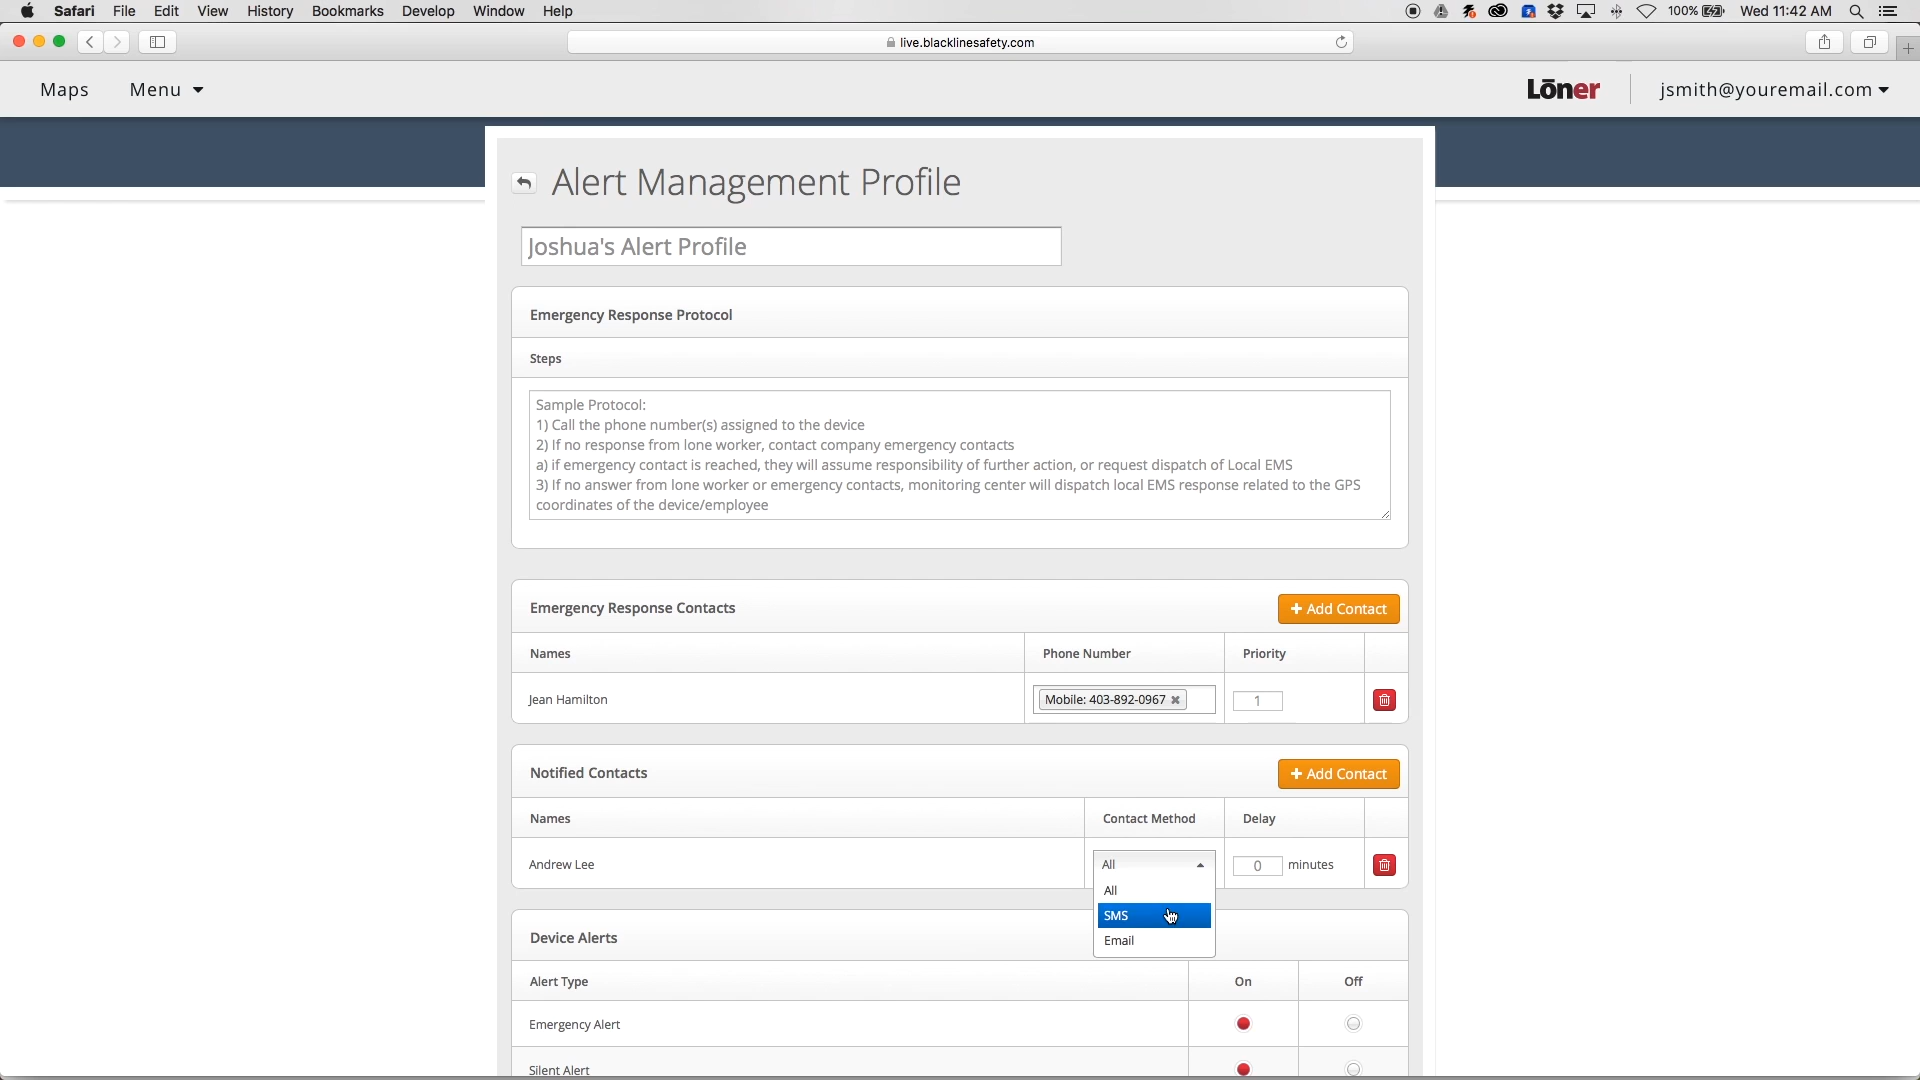 Safari File Edit View History Bookmarks Develop Window Help 100% Wed 11:42 AM
live.blacklinesafety.com
Maps Menu Lōner jsmith@youremail.com
Alert Management Profile
Joshua's Alert Profile
Emergency Response Protocol
Steps
Sample Protocol:
1) Call the phone number(s) assigned to the device
2) If no response from lone worker, contact company emergency contacts
a) if emergency contact is reached, they will assume responsibility of further action, or request dispatch of Local EMS
3) If no answer from lone worker or emergency contacts, monitoring center will dispatch local EMS response related to the GPS
coordinates of the device/employee
Emergency Response Contacts + Add Contact
Names Phone Number Priority
Jean Hamilton Mobile: 403-892-0967 1
Notified Contacts + Add Contact
Names Contact Method Delay
Andrew Lee All 0 minutes
All
SMS
Email
Device Alerts
Alert Type On Off
Emergency Alert
Silent Alert